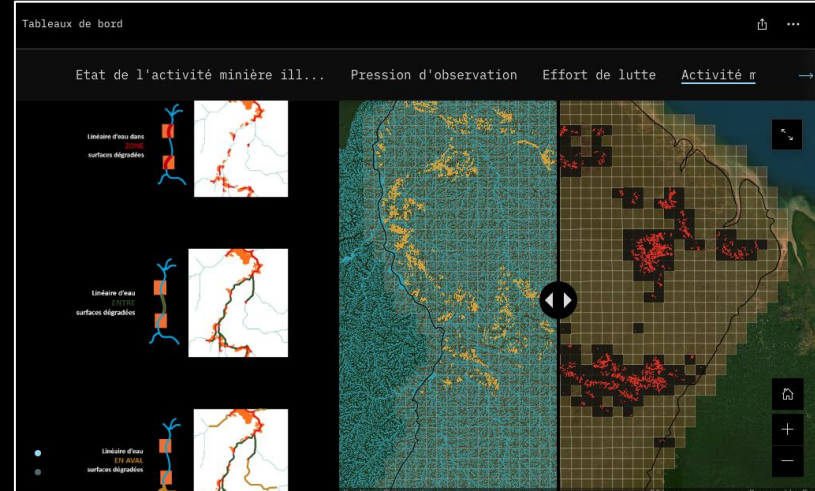 Tableaux de bord
Etat de l'activité minière ill...
Pression d'observation
Effort de lutte
Activité m
Linéaire d'eau dans
ZONE
surfaces dégradées
Linéaire d'eau
ENTRE
surfaces dégradées
Linéaire d'eau
EN AVAL
surfaces dégradées